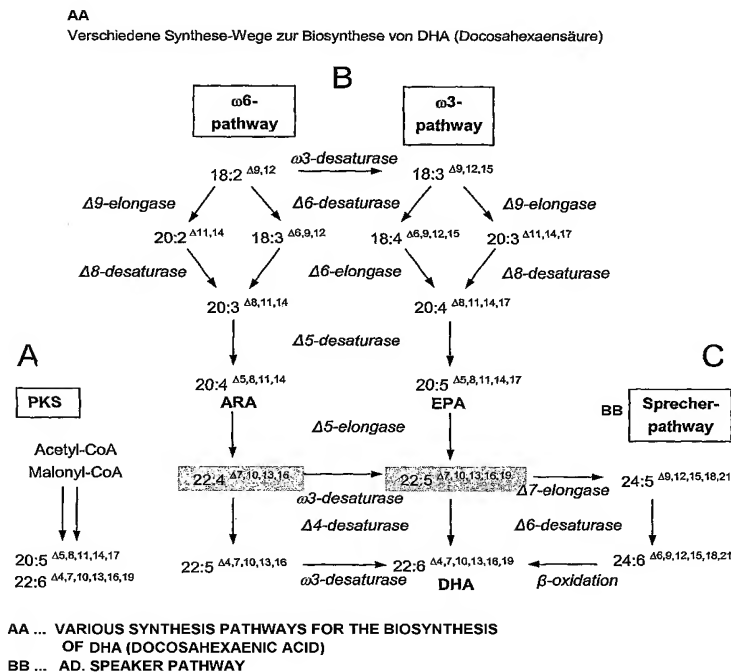 AA
Verschiedene Synthese-Wege zur Biosynthese von DHA (Docosahexaensäure)
B
ω6-
pathway
ω3-
pathway
ω3-desaturase
18:2 Δ9,12
18:3 Δ9,12,15
Δ9-elongase
Δ6-desaturase
Δ9-elongase
20:2 Δ11,14
18:3 Δ6,9,12
18:4 Δ6,9,12,15
20:3 Δ11,14,17
Δ8-desaturase
Δ6-elongase
Δ8-desaturase
20:3 Δ8,11,14
20:4 Δ8,11,14,17
Δ5-desaturase
A
C
20:4 Δ5,8,11,14
20:5 Δ5,8,11,14,17
ARA
EPA
PKS
BB
Sprecher-
pathway
Δ5-elongase
Acetyl-CoA
Malonyl-CoA
22:4 Δ7,10,13,16
22:5 Δ7,10,13,16,19
24:5 Δ9,12,15,18,21
ω3-desaturase
Δ7-elongase
Δ4-desaturase
Δ6-desaturase
20:5 Δ5,8,11,14,17
22:6 Δ4,7,10,13,16,19
22:5 Δ4,7,10,13,16
22:6 Δ4,7,10,13,16,19
24:6 Δ6,9,12,15,18,21
ω3-desaturase
DHA
β-oxidation
AA ... VARIOUS SYNTHESIS PATHWAYS FOR THE BIOSYNTHESIS
OF DHA (DOCOSAHEXAENIC ACID)
BB ... AD. SPEAKER PATHWAY